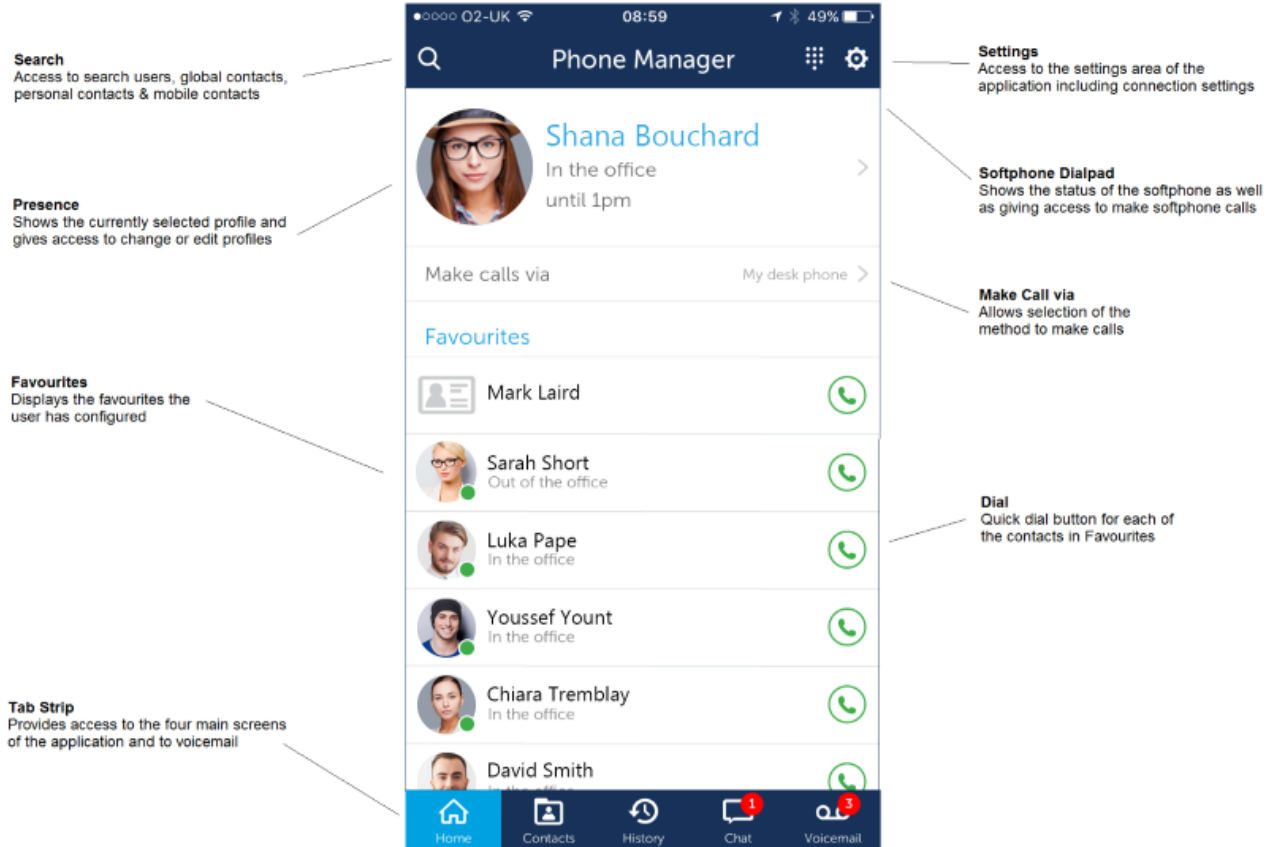 ●○○○○ O2-UK 08:59 49%
Phone Manager
Search
Access to search users, global contacts,
personal contacts & mobile contacts
Settings
Access to the settings area of the
application including connection settings
Shana Bouchard
In the office
until 1pm
Softphone Dialpad
Shows the status of the softphone as well
as giving access to make softphone calls
Presence
Shows the currently selected profile and
gives access to change or edit profiles
Make calls via My desk phone
Make Call via
Allows selection of the
method to make calls
Favourites
Favourites
Displays the favourites the
user has configured
Mark Laird
Sarah Short
Out of the office
Luka Pape
In the office
Dial
Quick dial button for each of
the contacts in Favourites
Youssef Yount
In the office
Chiara Tremblay
In the office
Tab Strip
Provides access to the four main screens
of the application and to voicemail
David Smith
In the office
1 3
Home Contacts History Chat Voicemail